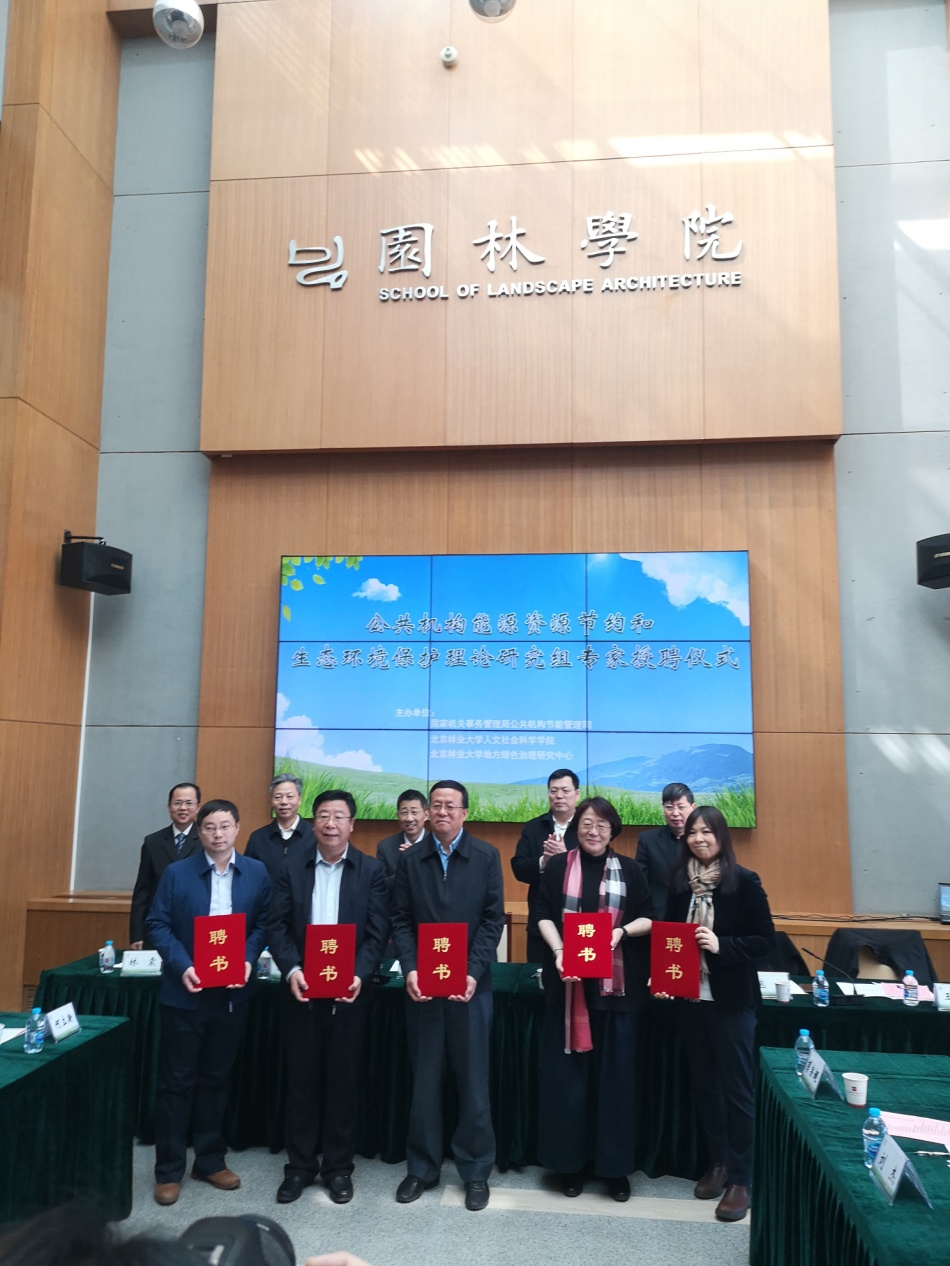 園林學院
SCHOOL OF LANDSCAPE ARCHITECTURE
公共机构能源资源节约和
生态环境保护理论研究组专家授聘仪式
主办单位：
国家机关事务管理局公共机构节能管理司
北京林业大学人文社会科学学院
北京林业大学地方绿色治理研究中心
聘书
聘书
聘书
聘书
聘书